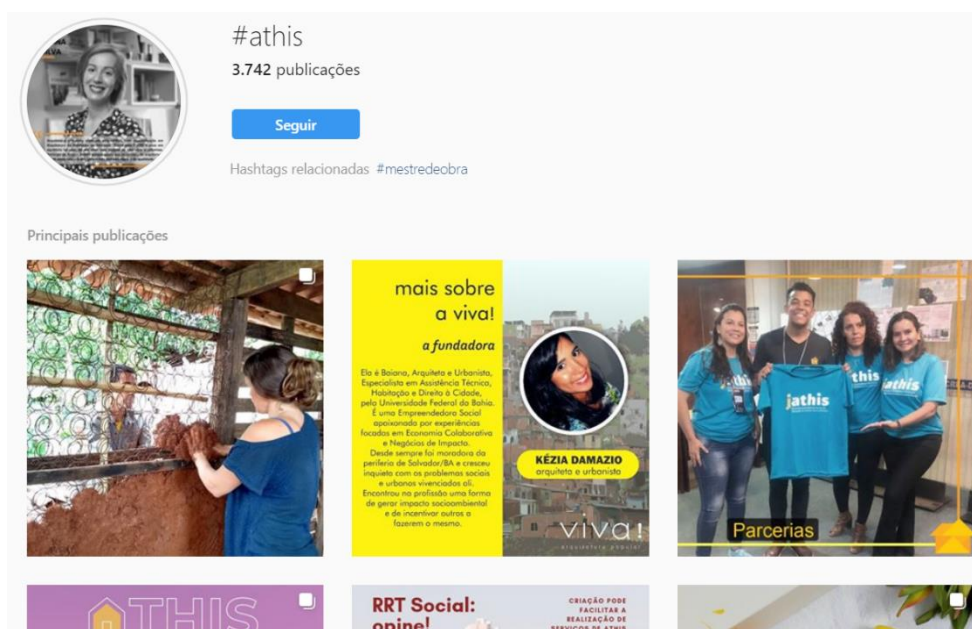 #athis
3.742 publicações
Seguir
Hashtags relacionadas #mestredeobra
Principais publicações
mais sobre
a viva!
a fundadora
Ela é Baiana, Arquiteta e Urbanista,
Especialista em Assistência Técnica,
Habitação e Direito à Cidade,
pela Universidade Federal da Bahia.
É uma Empreendedora Social
apaixonada por experiências
focadas em Economia Colaborativa
e Negócios de Impacto.
Desde sempre foi moradora da
periferia de Salvador/BA e cresceu
inquieta com os problemas sociais
e urbanos vivenciados ali.
Encontrou na profissão uma forma
de gerar impacto socioambiental
e de incentivar outros a
fazerem o mesmo.
KÉZIA DAMAZIO
arquiteta e urbanista
viva!
arquitetura popular
athis
this
athis
Parcerias
ATHIS
RRT Social:
opine!
CRIAÇÃO PODE
FACILITAR A
REALIZAÇÃO DE
SERVIÇOS DE ATHIS